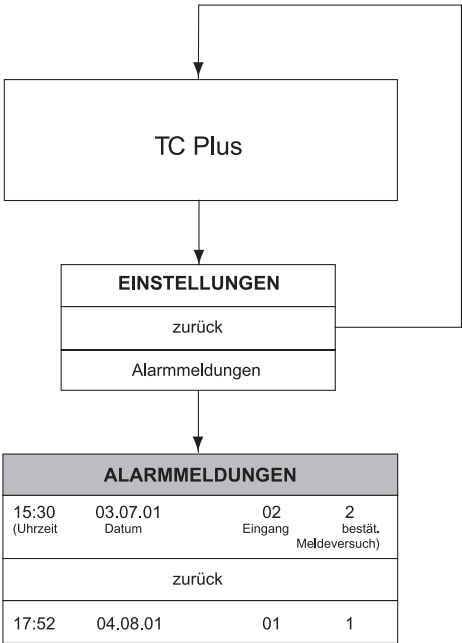 TC Plus
EINSTELLUNGEN
zurück
Alarmmeldungen
ALARMMELDUNGEN
15:30 03.07.01 02 2
(Uhrzeit Datum Eingang bestät.
Meldeversuch)
zurück
17:52 04.08.01 01 1